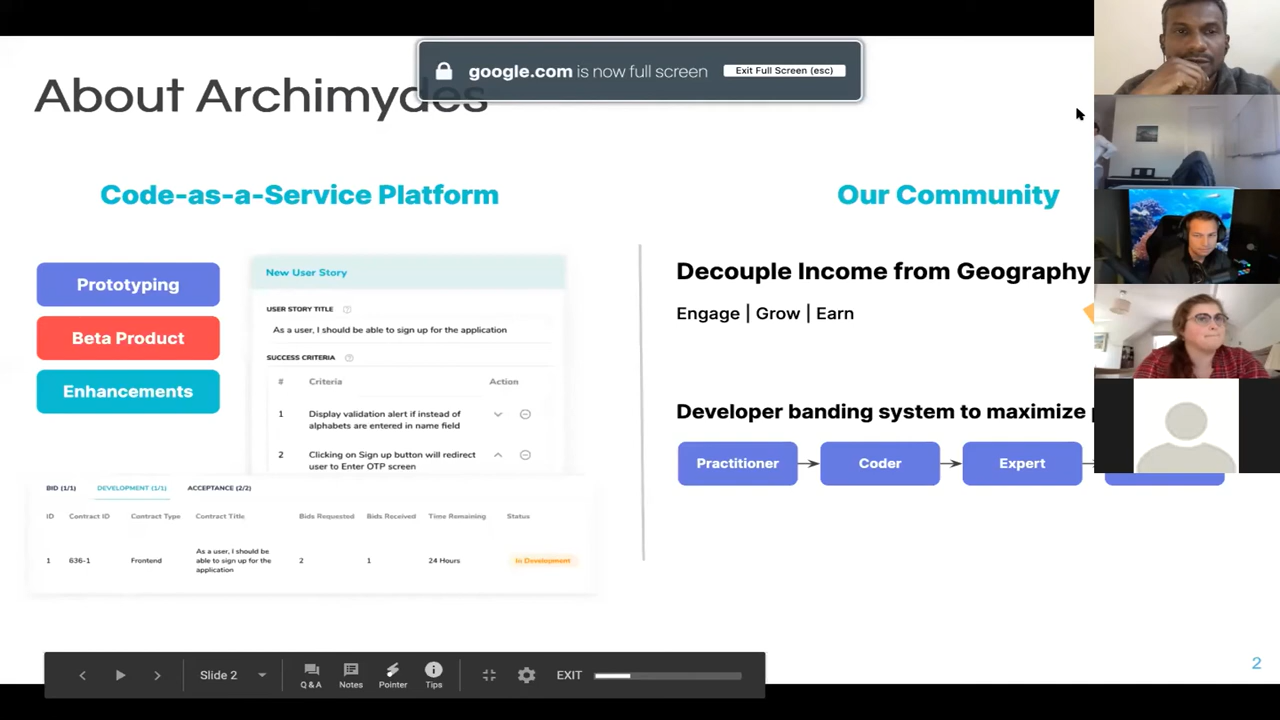 google.com is now full screen
Exit Full Screen (esc)
About Archimydes
Code-as-a-Service Platform
Prototyping
Beta Product
Enhancements
New User Story
USER STORY TITLE
As a user, I should be able to sign up for the application
SUCCESS CRITERIA
# Criteria Action
1 Display validation alert if instead of
alphabets are entered in name field
2 Clicking on Sign up button will redirect
user to Enter OTP screen
BID (1/1) DEVELOPMENT (1/1) ACCEPTANCE (2/2)
ID Contract ID Contract Type Contract Title Bids Requested Bids Received Time Remaining Status
1 636-1 Frontend As a user, I should be able to sign up for the application 2 1 24 Hours In Development
Our Community
Decouple Income from Geography
Engage | Grow | Earn
Developer banding system to maximize
Practitioner Coder Expert
2
Slide 2
Q & A Notes Pointer Tips
EXIT